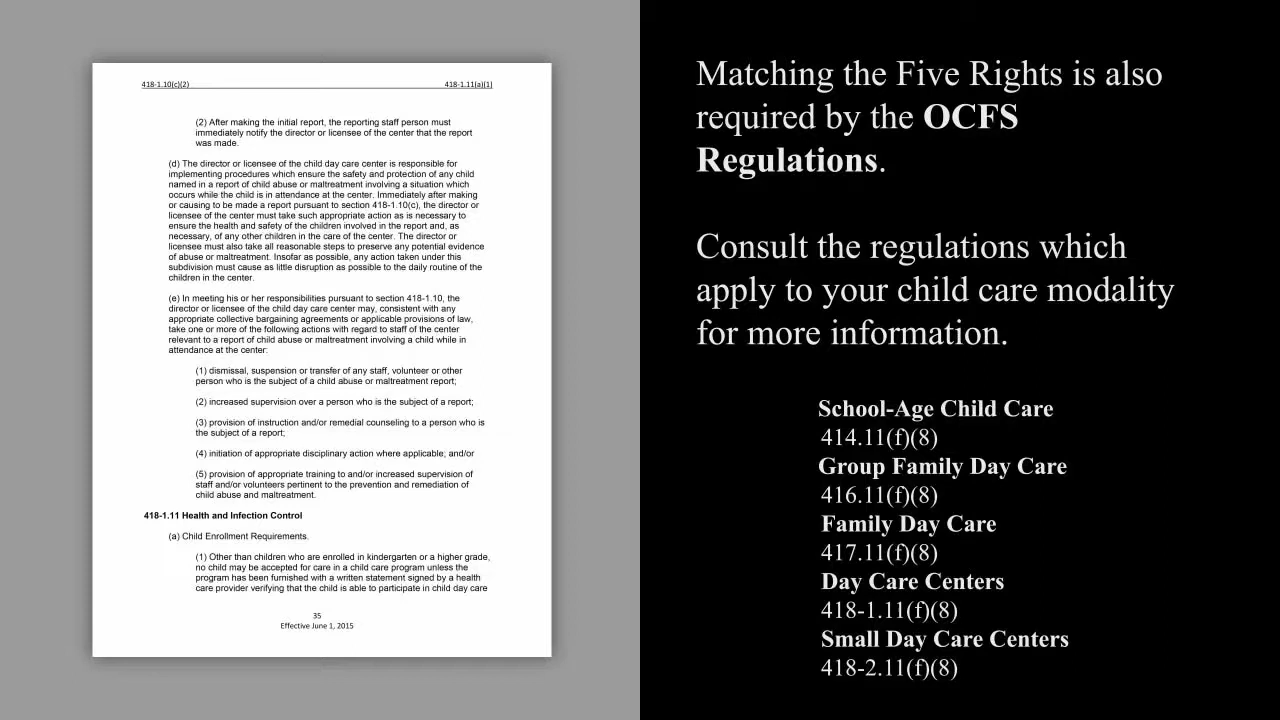 418-1.10(c)(2) 418-1.11(a)(1)
(2) After making the initial report, the reporting staff person must
immediately notify the director or licensee of the center that the report
was made.
(d) The director or licensee of the child day care center is responsible for
implementing procedures which ensure the safety and protection of any child
named in a report of child abuse or maltreatment involving a situation which
occurs while the child is in attendance at the center. Immediately after making
or causing to be made a report pursuant to section 418-1.10(c), the director or
licensee of the center must take such appropriate action as is necessary to
ensure the health and safety of the children involved in the report and, as
necessary, of any other children in the care of the center. The director or
licensee must also take all reasonable steps to preserve any potential evidence
of abuse or maltreatment. Insofar as possible, any action taken under this
subdivision must cause as little disruption as possible to the daily routine of the
children in the center.
(e) In meeting his or her responsibilities pursuant to section 418-1.10, the
director or licensee of the child day care center may, consistent with any
appropriate collective bargaining agreements or applicable provisions of law,
take one or more of the following actions with regard to staff of the center
relevant to a report of child abuse or maltreatment involving a child while in
attendance at the center:
(1) dismissal, suspension or transfer of any staff, volunteer or other
person who is the subject of a child abuse or maltreatment report;
(2) increased supervision over a person who is the subject of a report;
(3) provision of instruction and/or remedial counseling to a person who is
the subject of a report;
(4) initiation of appropriate disciplinary action where applicable; and/or
(5) provision of appropriate training to and/or increased supervision of
staff and/or volunteers pertinent to the prevention and remediation of
child abuse and maltreatment.
418-1.11 Health and Infection Control
(a) Child Enrollment Requirements.
(1) Other than children who are enrolled in kindergarten or a higher grade,
no child may be accepted for care in a child care program unless the
program has been furnished with a written statement signed by a health
care provider verifying that the child is able to participate in child day care
35
Effective June 1, 2015
Matching the Five Rights is also
required by the OCFS
Regulations.
Consult the regulations which
apply to your child care modality
for more information.
School-Age Child Care
414.11(f)(8)
Group Family Day Care
416.11(f)(8)
Family Day Care
417.11(f)(8)
Day Care Centers
418-1.11(f)(8)
Small Day Care Centers
418-2.11(f)(8)